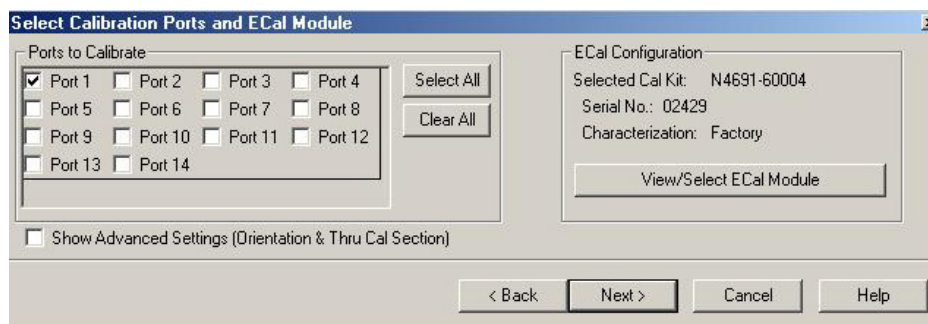 Select Calibration Ports and ECal Module
Ports to Calibrate
Port 1 Port 2 Port 3 Port 4
Port 5 Port 6 Port 7 Port 8
Port 9 Port 10 Port 11 Port 12
Port 13 Port 14
Select All
Clear All
ECal Configuration
Selected Cal Kit: N4691-60004
Serial No.: 02429
Characterization: Factory
View/Select ECal Module
Show Advanced Settings (Orientation & Thru Cal Section)
< Back Next > Cancel Help